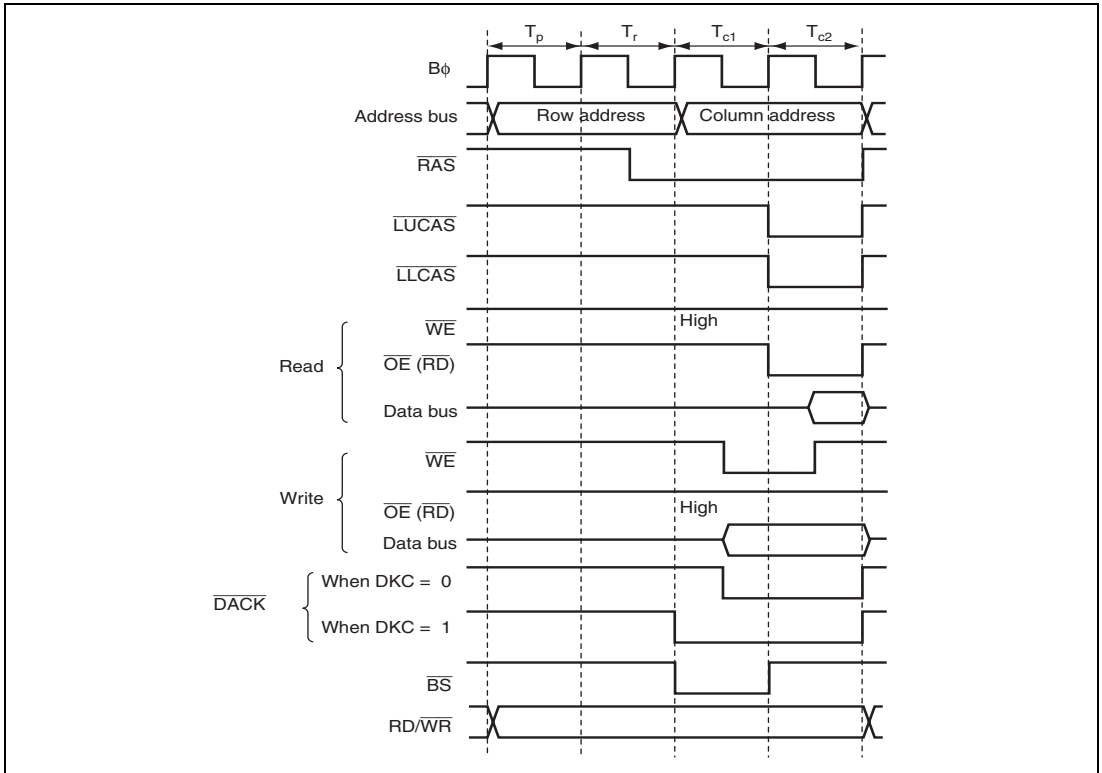 Tp Tr Tc1 Tc2
Bϕ
Address bus Row address Column address
RAS
LUCAS
LLCAS
WE High
Read OE (RD)
Data bus
WE
Write OE (RD) High
Data bus
When DKC = 0
DACK
When DKC = 1
BS
RD/WR